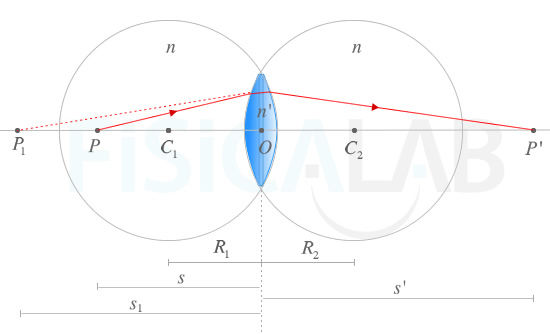 n n
n'
P₁ P C₁ O C₂ P'
FISICALAB
R₁ R₂
s
s'
s₁